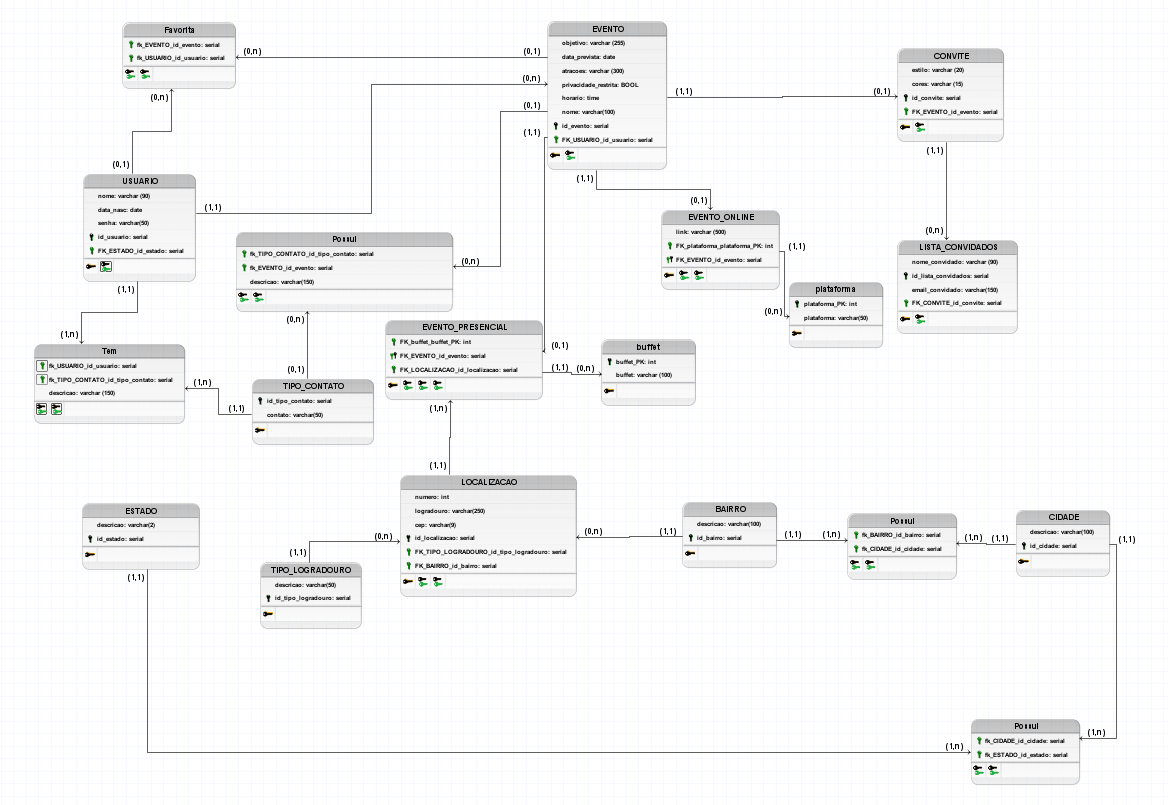 Favorita
fk_EVENTO_id_evento: serial
fk_USUARIO_id_usuario: serial
(0,n)
(0,n)
(0,1)
EVENTO
objetivo: varchar (255)
data_prevista: date
atracoes: varchar (300)
privacidade_restrita: BOOL
horario: time
nome: varchar(100)
id_evento: serial
FK_USUARIO_id_usuario: serial
(0,1)
(0,n)
(0,1)
(1,1)
(1,1)
(1,1)
(0,1)
CONVITE
estilo: varchar (20)
cores: varchar (15)
id_convite: serial
FK_EVENTO_id_evento: serial
(1,1)
(0,n)
USUARIO
nome: varchar (90)
data_nasc: date
senha: varchar(50)
id_usuario: serial
FK_ESTADO_id_estado: serial
(1,1)
(1,1)
(1,n)
Possui
fk_TIPO_CONTATO_id_tipo_contato: serial
fk_EVENTO_id_evento: serial
descricao: varchar(150)
(0,n)
(0,n)
(0,1)
(0,1)
EVENTO_ONLINE
link: varchar (500)
FK_plataforma_plataforma_PK: int
FK_EVENTO_id_evento: serial
(1,1)
(0,n)
plataforma
plataforma_PK: int
plataforma: varchar(50)
LISTA_CONVIDADOS
nome_convidado: varchar (90)
id_lista_convidados: serial
email_convidado: varchar(150)
FK_CONVITE_id_convite: serial
Tem
fk_USUARIO_id_usuario: serial
fk_TIPO_CONTATO_id_tipo_contato: serial
descricao: varchar (150)
(1,n)
(1,1)
TIPO_CONTATO
id_tipo_contato: serial
contato: varchar(50)
EVENTO_PRESENCIAL
FK_buffet_buffet_PK: int
FK_EVENTO_id_evento: serial
FK_LOCALIZACAO_id_localizacao: serial
(0,1)
(1,1)
(0,n)
(1,n)
(1,1)
buffet
buffet_PK: int
buffet: varchar (100)
ESTADO
descricao: varchar(2)
id_estado: serial
(1,1)
LOCALIZACAO
numero: int
logradouro: varchar(250)
cep: varchar(9)
id_localizacao: serial
FK_TIPO_LOGRADOURO_id_tipo_logradouro: serial
FK_BAIRRO_id_bairro: serial
(0,n)
(1,1)
TIPO_LOGRADOURO
descricao: varchar(50)
id_tipo_logradouro: serial
(0,n)
(1,1)
BAIRRO
descricao: varchar(100)
id_bairro: serial
(1,1)
(1,n)
Possui
fk_BAIRRO_id_bairro: serial
fk_CIDADE_id_cidade: serial
(1,n)
(1,1)
CIDADE
descricao: varchar(100)
id_cidade: serial
(1,1)
Possui
fk_CIDADE_id_cidade: serial
fk_ESTADO_id_estado: serial
(1,n)
(1,n)